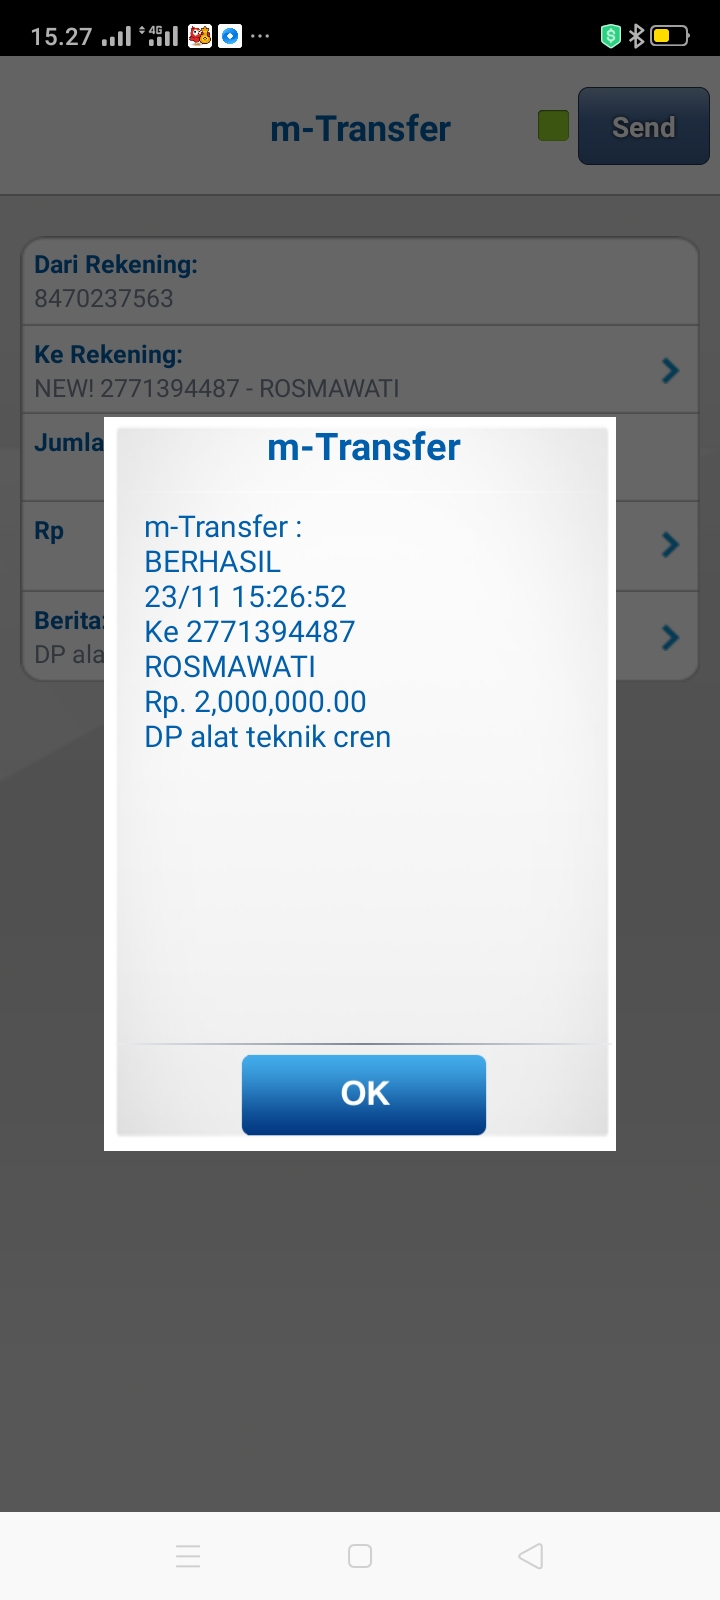 15.27
4G
m-Transfer
Send
Dari Rekening:
8470237563
Ke Rekening:
NEW! 2771394487 - ROSMAWATI
Jumla
Rp
Berita:
DP ala
m-Transfer
m-Transfer :
BERHASIL
23/11 15:26:52
Ke 2771394487
ROSMAWATI
Rp. 2,000,000.00
DP alat teknik cren
OK